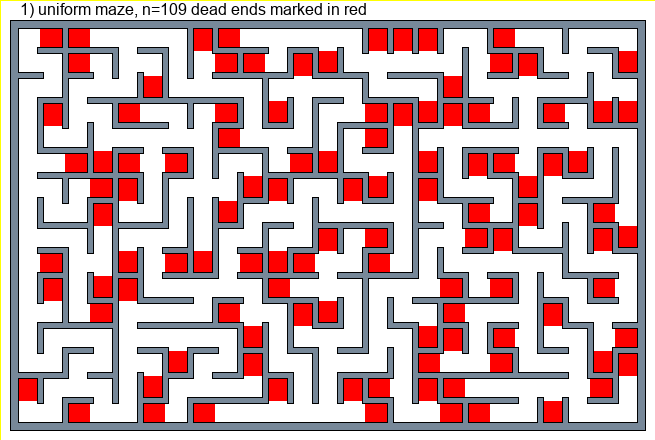 1) uniform maze, n=109 dead ends marked in red